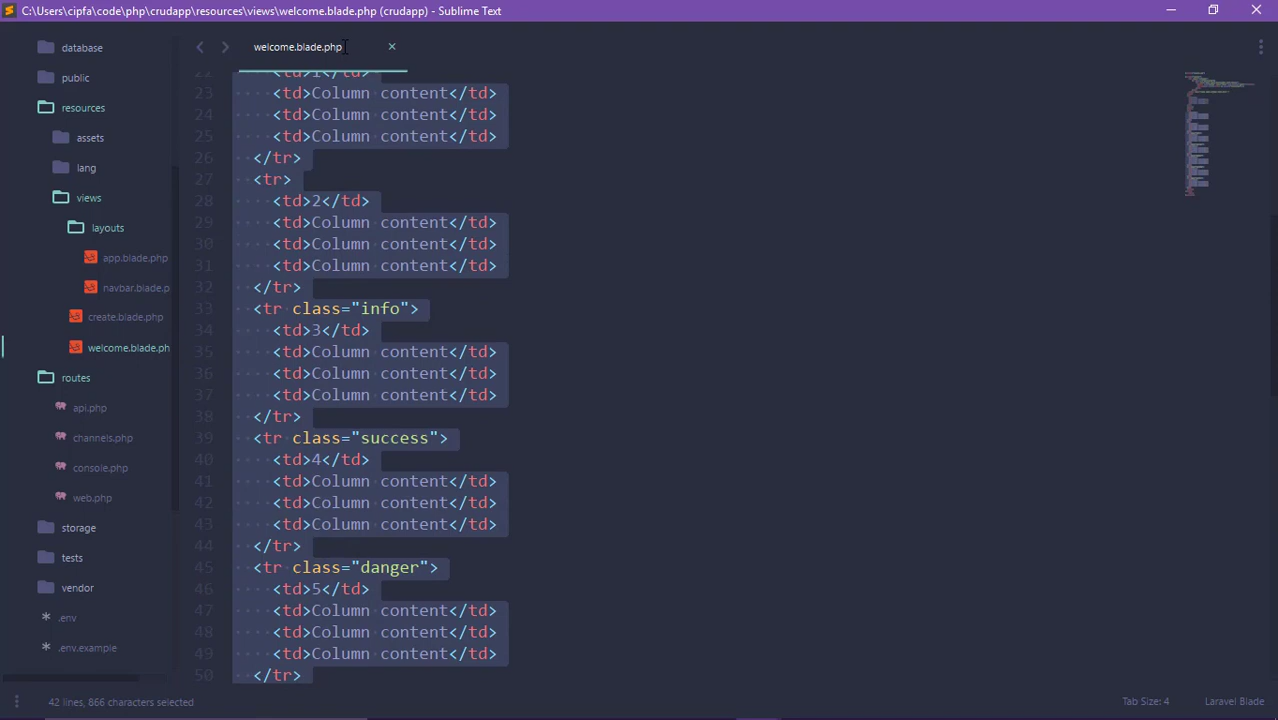 C:\Users\cipfa\code\php\crudapp\resources\views\welcome.blade.php (crudapp) - Sublime Text
database
public
resources
assets
lang
views
layouts
app.blade.php
navbar.blade.p
create.blade.php
welcome.blade.ph
routes
api.php
channels.php
console.php
web.php
storage
tests
vendor
.env
.env.example
welcome.blade.php
22 <td>1</td>
23 <td>Column content</td>
24 <td>Column content</td>
25 <td>Column content</td>
26 </tr>
27 <tr>
28 <td>2</td>
29 <td>Column content</td>
30 <td>Column content</td>
31 <td>Column content</td>
32 </tr>
33 <tr class="info">
34 <td>3</td>
35 <td>Column content</td>
36 <td>Column content</td>
37 <td>Column content</td>
38 </tr>
39 <tr class="success">
40 <td>4</td>
41 <td>Column content</td>
42 <td>Column content</td>
43 <td>Column content</td>
44 </tr>
45 <tr class="danger">
46 <td>5</td>
47 <td>Column content</td>
48 <td>Column content</td>
49 <td>Column content</td>
50 </tr>
42 lines, 866 characters selected
Tab Size: 4
Laravel Blade